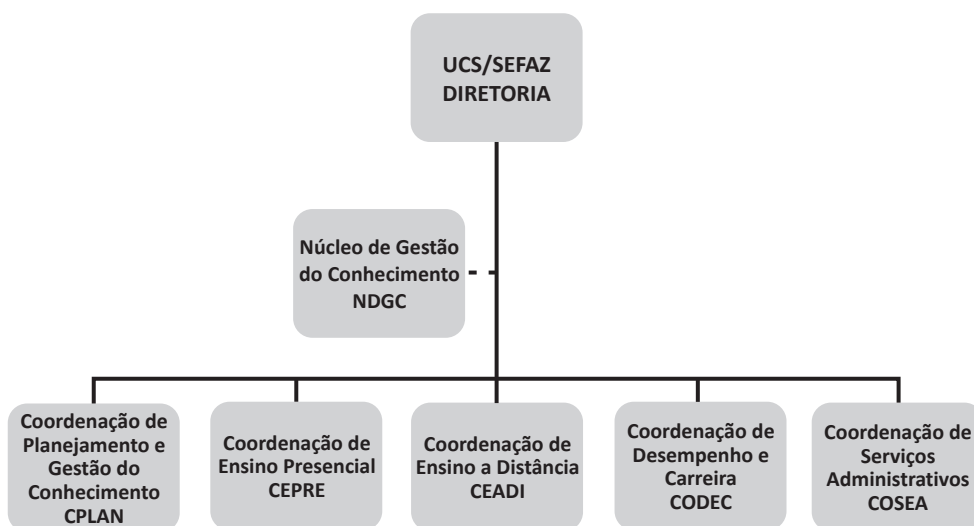 UCS/SEFAZ
DIRETORIA
Núcleo de Gestão
do Conhecimento
NDGC
Coordenação de
Planejamento e
Gestão do
Conhecimento
CPLAN
Coordenação de
Ensino Presencial
CEPRE
Coordenação de
Ensino a Distância
CEADI
Coordenação de
Desempenho e
Carreira
CODEC
Coordenação de
Serviços
Administrativos
COSEA